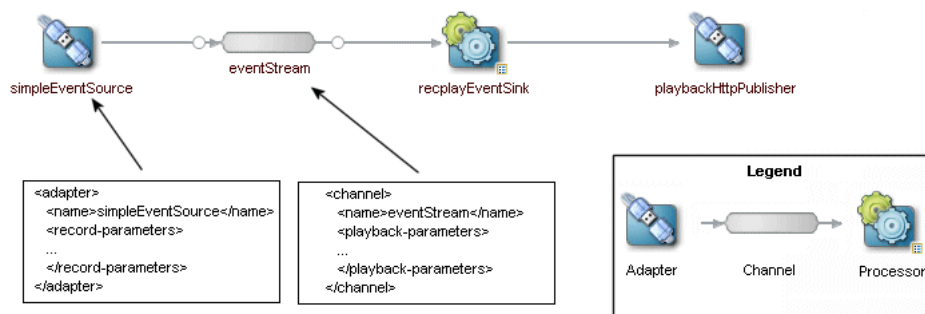 eventStream
simpleEventSource
recplayEventSink
playbackHttpPublisher
<adapter>
<name>simpleEventSource</name>
<record-parameters>
...
</record-parameters>
</adapter>
<channel>
<name>eventStream</name>
<playback-parameters>
...
</playback-parameters>
</channel>
Legend
Adapter
Channel
Processor